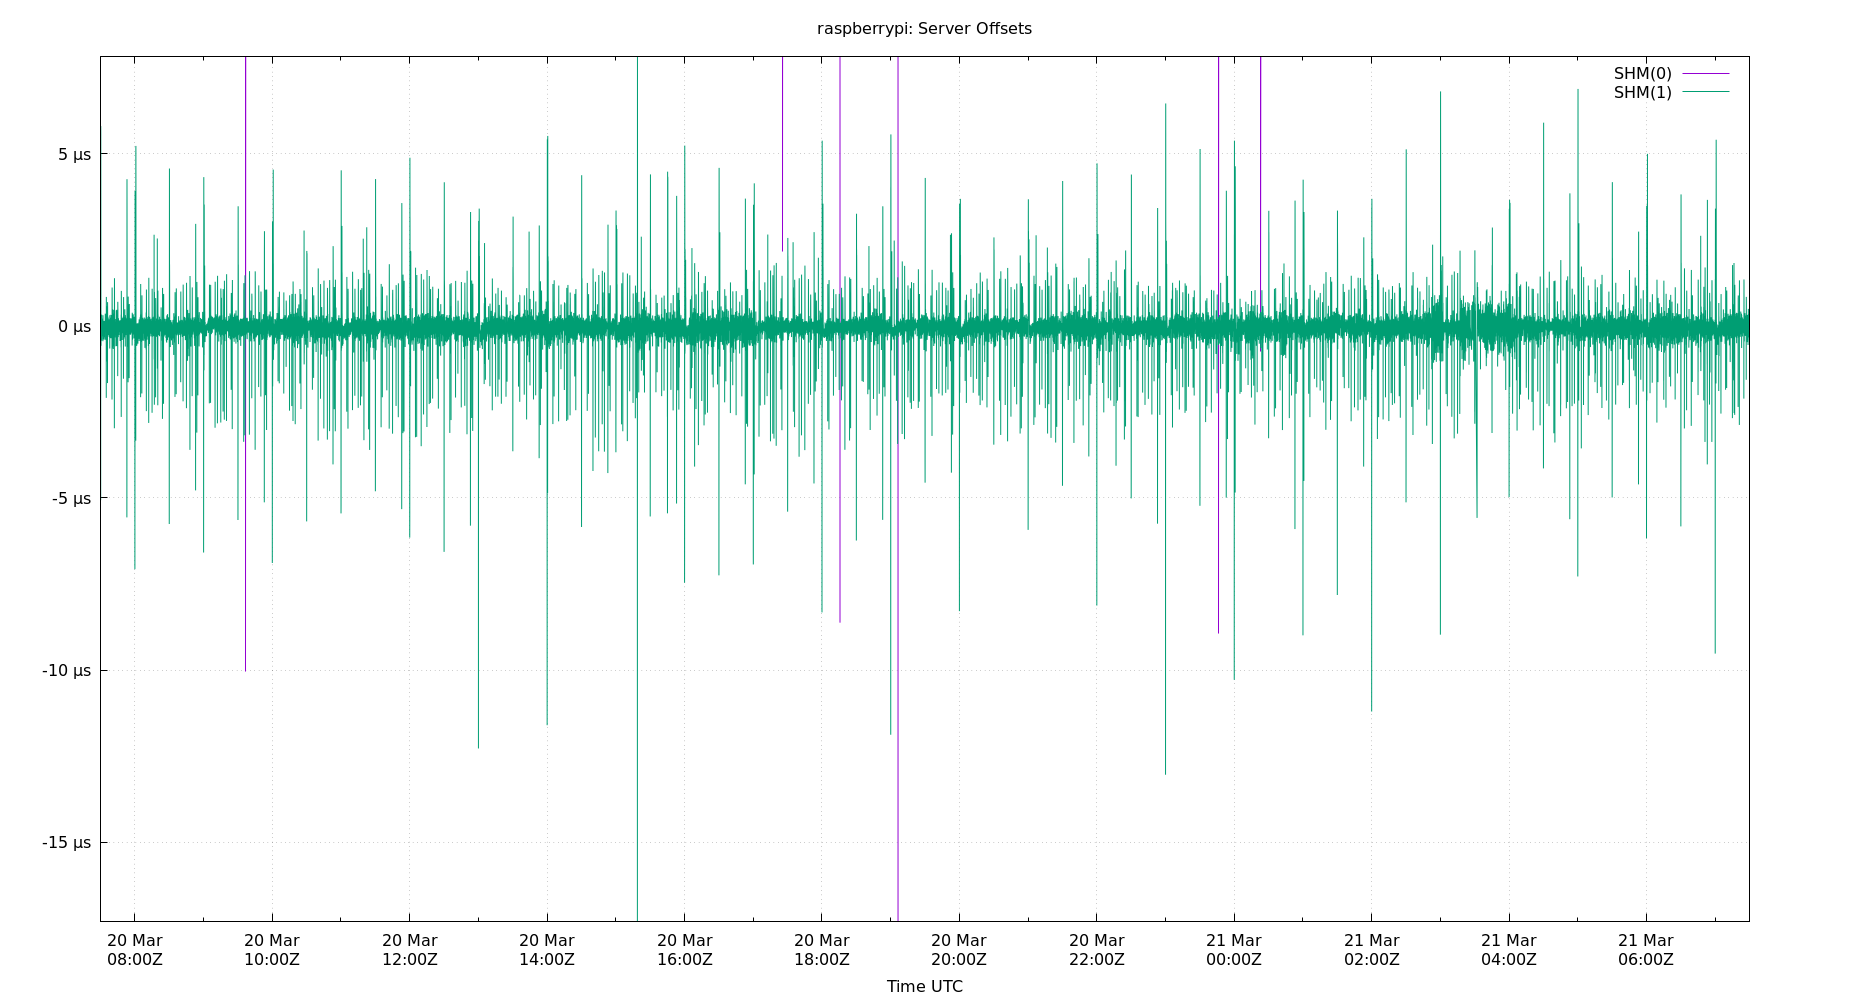 raspberrypi: Server Offsets
SHM(0)
SHM(1)
5 µs
0 µs
-5 µs
-10 µs
-15 µs
20 Mar 20 Mar 20 Mar 20 Mar 20 Mar 20 Mar 20 Mar 20 Mar 21 Mar 21 Mar 21 Mar 21 Mar
08:00Z 10:00Z 12:00Z 14:00Z 16:00Z 18:00Z 20:00Z 22:00Z 00:00Z 02:00Z 04:00Z 06:00Z
Time UTC